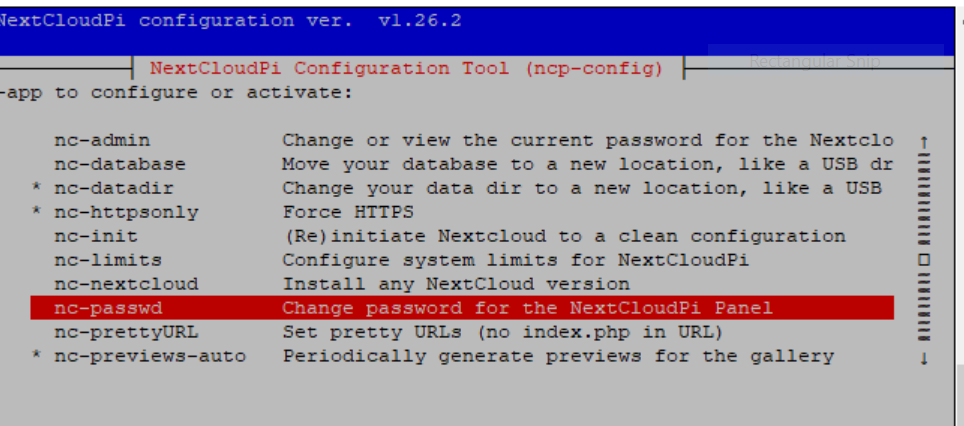 NextCloudPi configuration ver. v1.26.2
Rectangular Snip
NextCloudPi Configuration Tool (ncp-config)
-app to configure or activate:
nc-admin Change or view the current password for the Nextclo ↑
nc-database Move your database to a new location, like a USB dr
* nc-datadir Change your data dir to a new location, like a USB
* nc-httpsonly Force HTTPS
nc-init (Re)initiate Nextcloud to a clean configuration
nc-limits Configure system limits for NextCloudPi
nc-nextcloud Install any NextCloud version
nc-passwd Change password for the NextCloudPi Panel
nc-prettyURL Set pretty URLs (no index.php in URL)
* nc-previews-auto Periodically generate previews for the gallery ↓